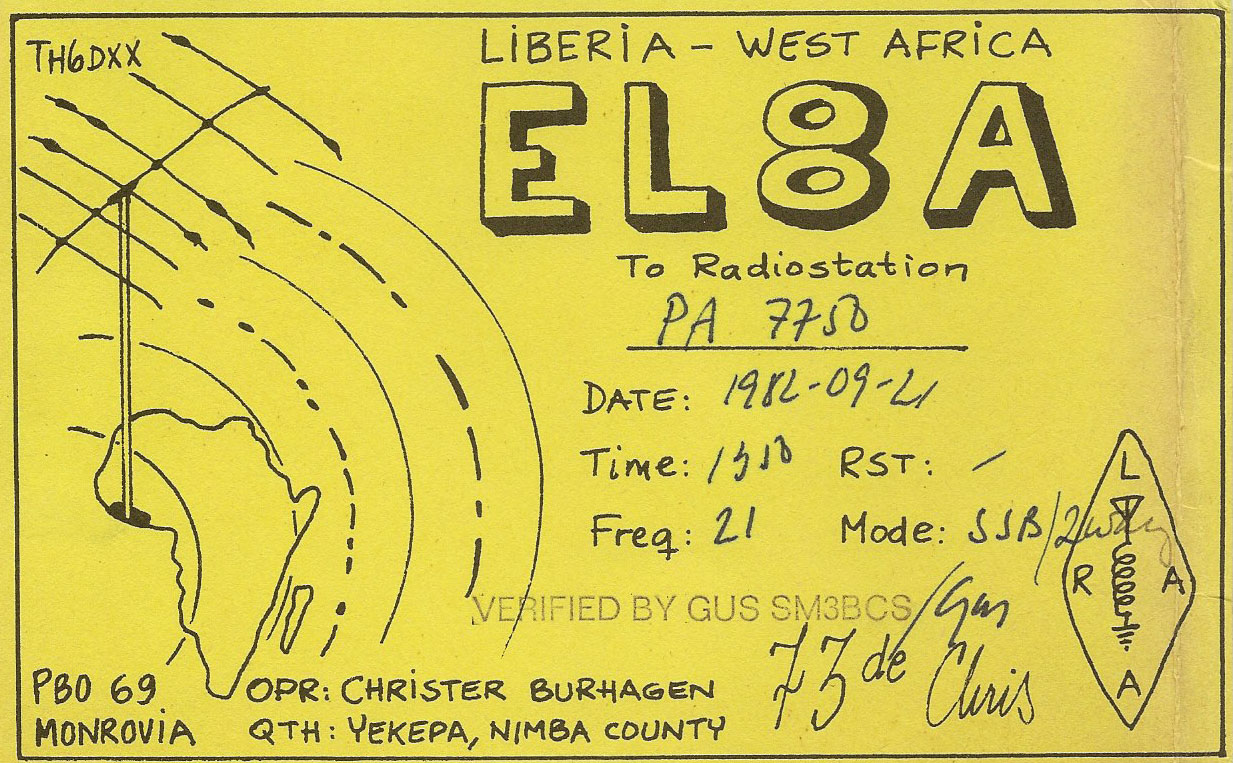 TH6DXX
LIBERIA - WEST AFRICA
EL8A
To Radiostation
PA 7750
DATE: 1982-09-21
Time: RST: -
Freq: 21 Mode: SSB/2way
VERIFIED BY GUS SM3BCS /Gus
73 de Chris
PBO 69
MONROVIA
OPR: CHRISTER BURHAGEN
QTH: YEKEPA, NIMBA COUNTY
L
R A
A